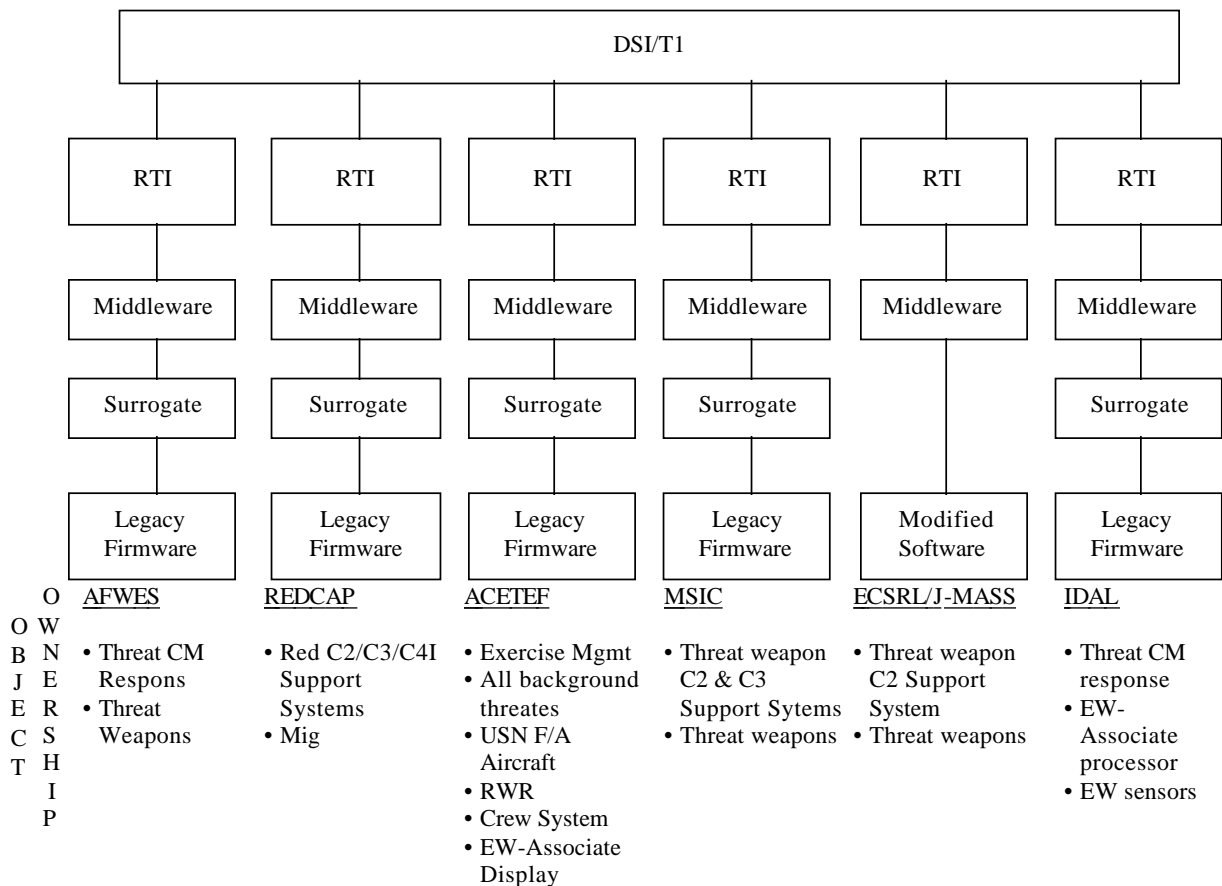 DSI/T1
RTI
RTI
RTI
RTI
RTI
RTI
Middleware
Middleware
Middleware
Middleware
Middleware
Middleware
Surrogate
Surrogate
Surrogate
Surrogate
Surrogate
Legacy
Firmware
Legacy
Firmware
Legacy
Firmware
Legacy
Firmware
Modified
Software
Legacy
Firmware
OBJECT
OWNERSHIP
AFWES
• Threat CM
Respons
• Threat
Weapons
REDCAP
• Red C2/C3/C4I
Support
Systems
• Mig
ACETEF
• Exercise Mgmt
• All background
threates
• USN F/A
Aircraft
• RWR
• Crew System
• EW-Associate
Display
MSIC
• Threat weapon
C2 & C3
Support Sytems
• Threat weapons
ECSRL/J-MASS
• Threat weapon
C2 Support
System
• Threat weapons
IDAL
• Threat CM
response
• EW-
Associate
processor
• EW sensors